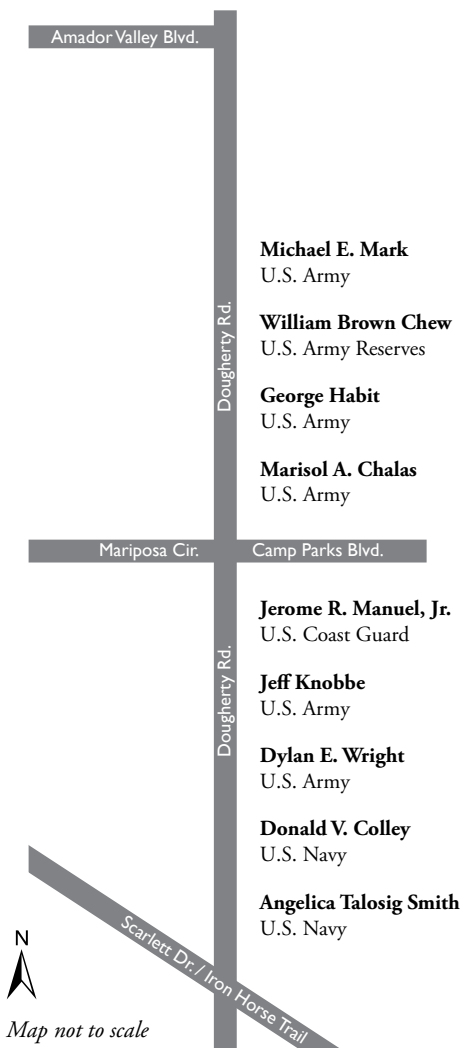 Amador Valley Blvd.
Dougherty Rd.
Michael E. Mark
U.S. Army
William Brown Chew
U.S. Army Reserves
George Habit
U.S. Army
Marisol A. Chalas
U.S. Army
Mariposa Cir.
Camp Parks Blvd.
Dougherty Rd.
Jerome R. Manuel, Jr.
U.S. Coast Guard
Jeff Knobbe
U.S. Army
Dylan E. Wright
U.S. Army
Donald V. Colley
U.S. Navy
Angelica Talosig Smith
U.S. Navy
Scarlett Dr. / Iron Horse Trail
N
Map not to scale